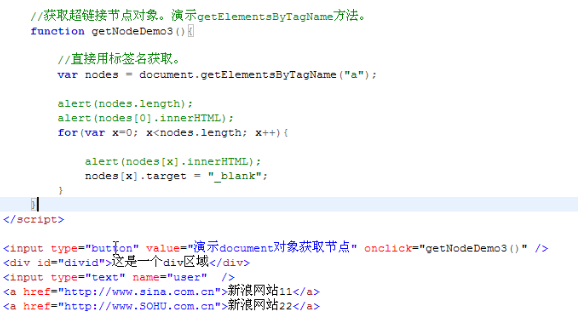 //获取超链接节点对象。演示getElementsByTagName方法。
function getNodeDemo3(){
//直接用标签名获取。
var nodes = document.getElementsByTagName("a");
alert(nodes.length);
alert(nodes[0].innerHTML);
for(var x=0; x<nodes.length; x++){
alert(nodes[x].innerHTML);
nodes[x].target = "_blank";
}
}
</script>
<input type="button" value="演示document对象获取节点" onclick="getNodeDemo3()" />
<div id="divid">这是一个div区域</div>
<input type="text" name="user"  />
<a href="http://www.sina.com.cn">新浪网站11</a>
<a href="http://www.SOHU.com.cn">新浪网站22</a>